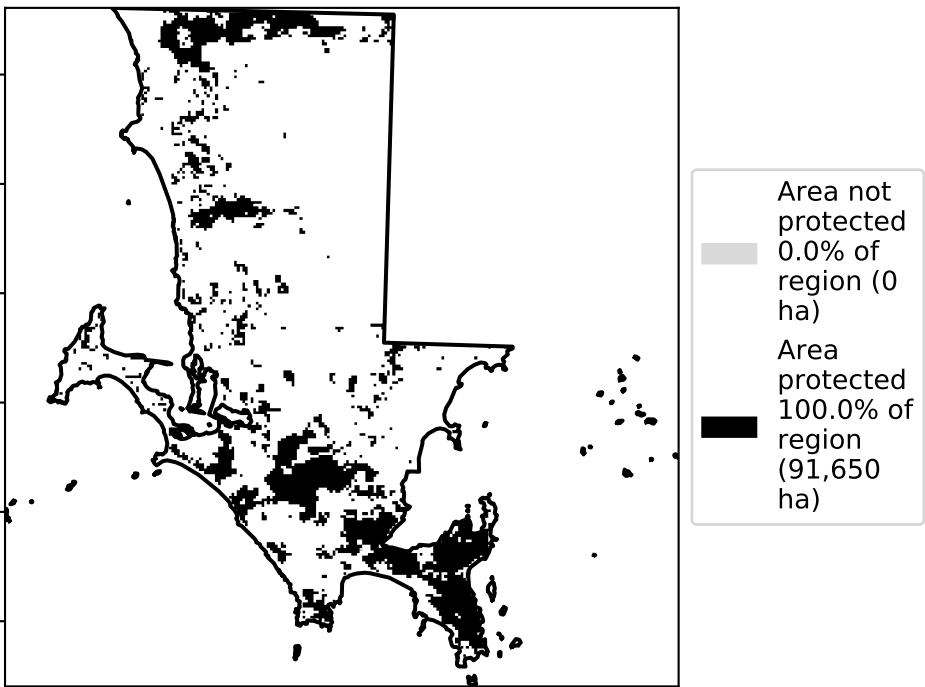 Area not
protected
0.0% of
region (0
ha)
Area
protected
100.0% of
region
(91,650
ha)